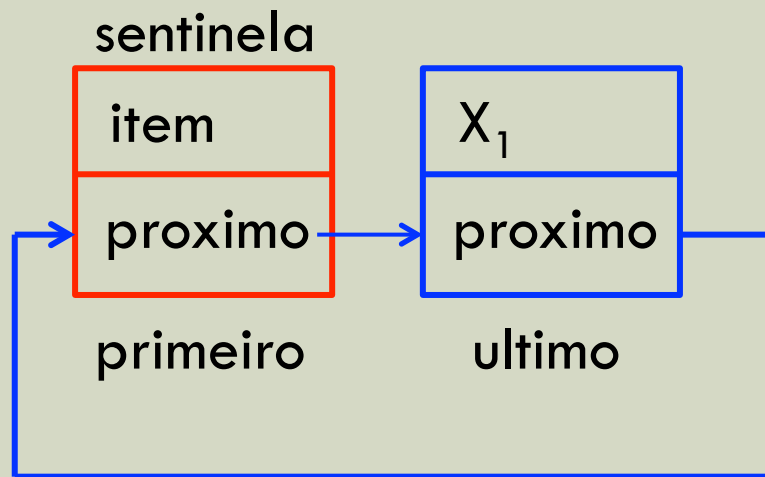 sentinela
item
X₁
proximo
proximo
primeiro
ultimo